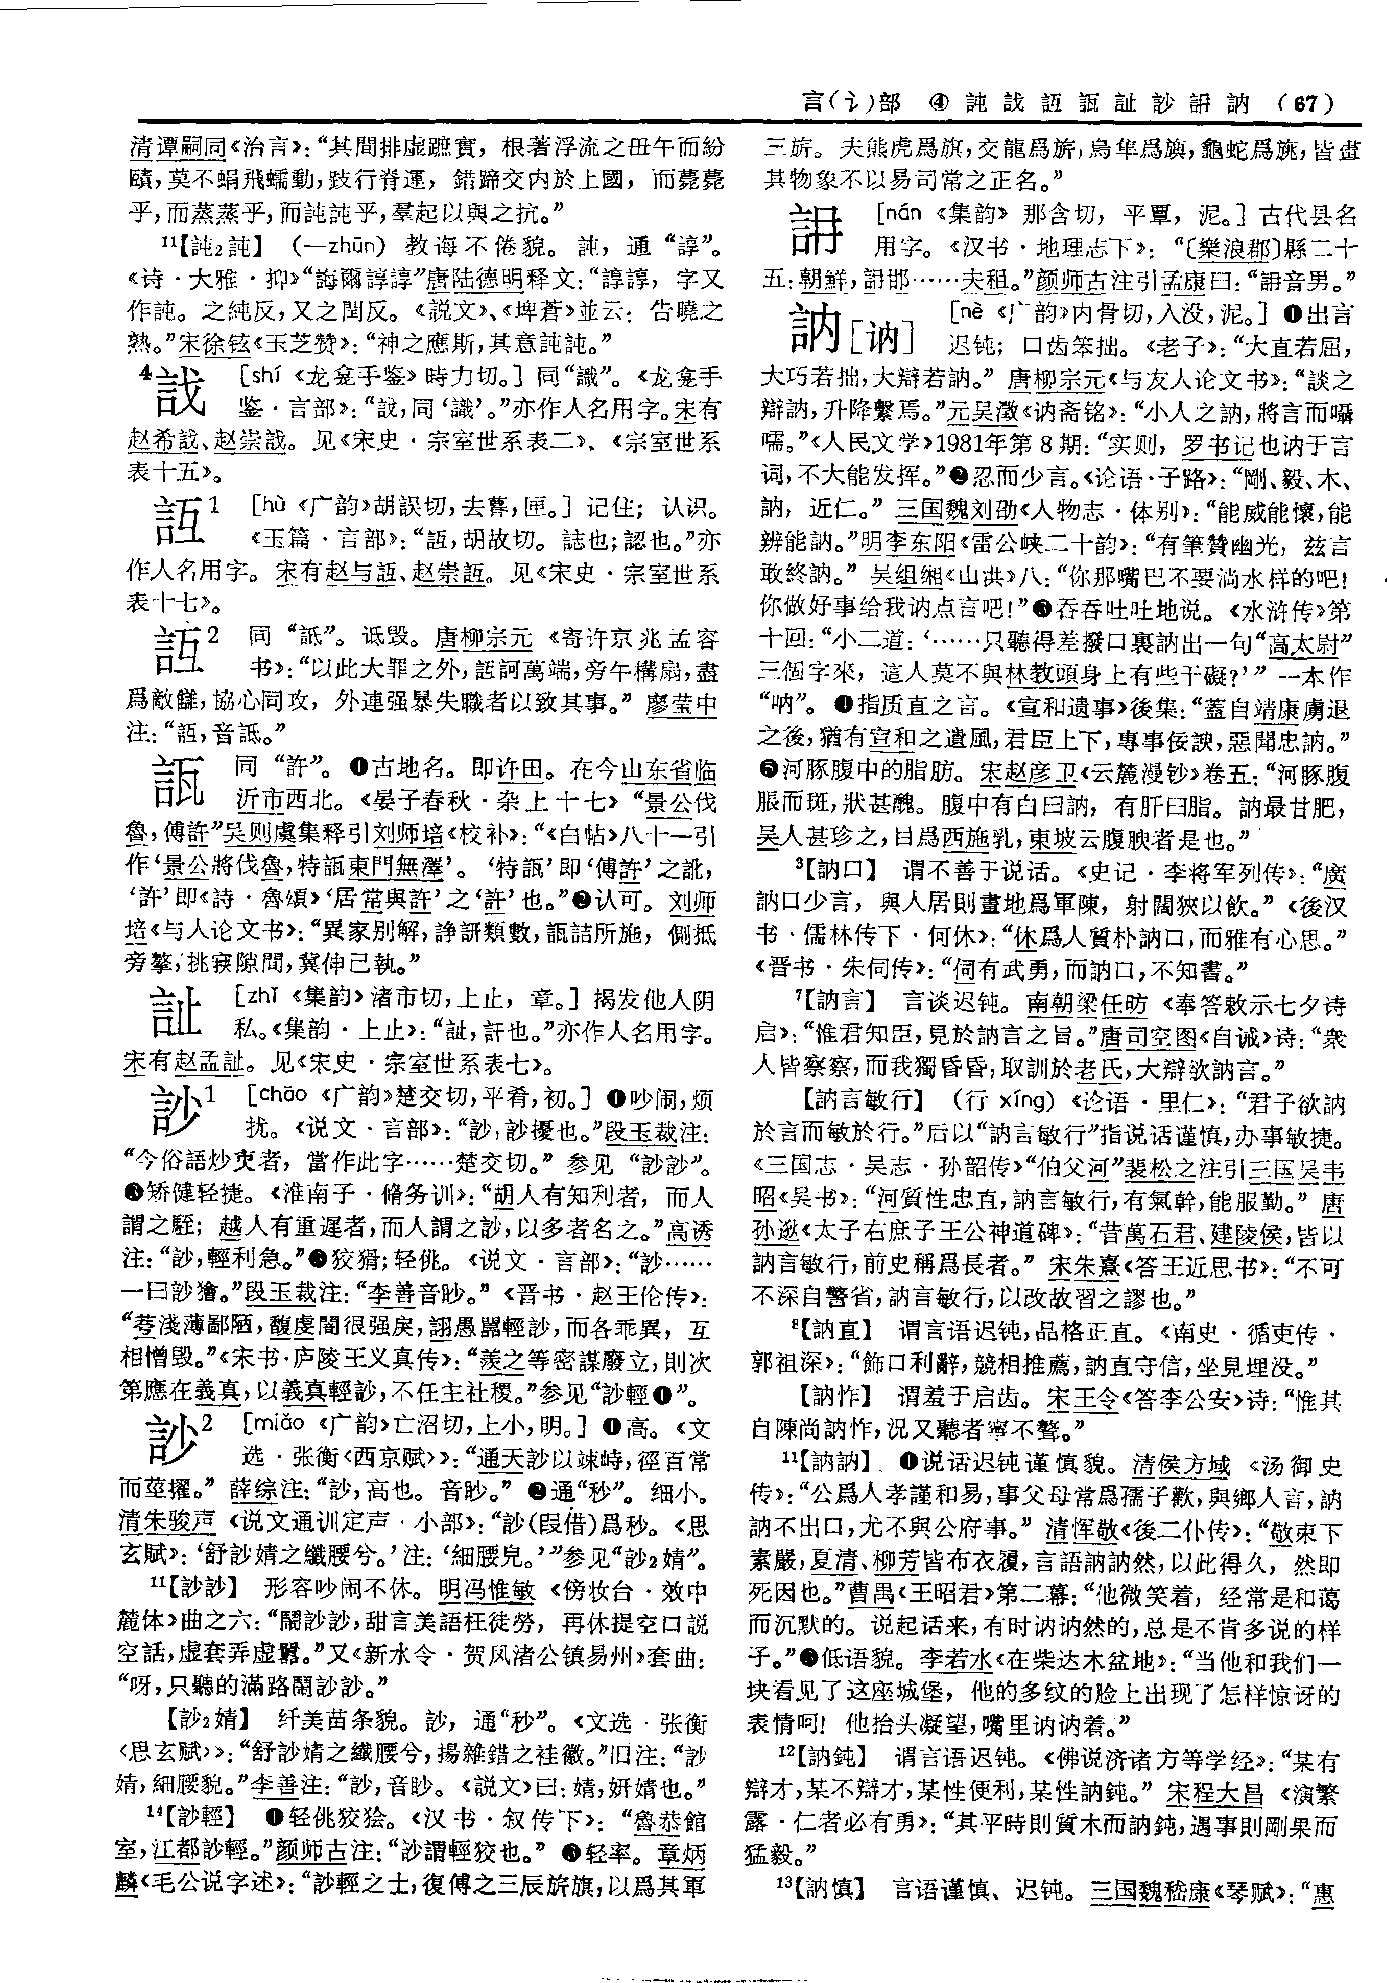 言(讠)部 ④ 訰 䚶 䛎 㼝 訨 訬 䛁 訥 (67)
清谭嗣同《治言》：“其間排虚蹠實，根著浮流之丑午而紛
賾，莫不蜎飛蠕動，跂行脊運，錯蹄交内於上國，而薨薨
乎，而蒸蒸乎，而訰訰乎，羣起以與之抗。”
¹¹【訰₂訰】 (—zhūn) 教诲不倦貌。訰，通“諄”。
《诗·大雅·抑》“誨爾諄諄”唐陆德明释文：“諄諄，字又
作訰。之純反，又之閏反。《説文》、《埤蒼》並云：告曉之
熟。”宋徐铉《玉芝赞》：“神之應斯，其意訰訰。”
[shí 《龙龛手鉴》時力切。] 同“識”。《龙龛手
鉴·言部》：“，同‘識’。”亦作人名用字。宋有
赵希、赵崇。见《宋史·宗室世系表二》、《宗室世系
表十五》。
[hù 《广韵》胡誤切，去暮，匣。] 记住；认识。
《玉篇·言部》：“，胡故切。誌也；認也。”亦
作人名用字。宋有赵与、赵崇。见《宋史·宗室世系
表十七》。
同“詆”。诋毁。唐柳宗元《寄许京兆孟容
书》：“以此大罪之外，訶萬端，旁午構扇，盡
爲敵讎，協心同攻，外連强暴失職者以致其事。” 廖莹中
注：“，音詆。”
同“許”。❶古地名。即许田。在今山东省临
沂市西北。《晏子春秋·杂上十七》“景公伐
魯，傅許”吴则虞集释引刘师培《校补》：“《白帖》八十一引
作‘景公將伐魯，特東門無澤’。‘特’即‘傅許’之訛，
‘許’即《詩·魯頌》‘居常與許’之‘許’也。”❷认可。刘师
培《与人论文书》：“異家别解，諍訮類數，詰所施，側抵
旁擊，挑寱隙間，冀伸己執。”
訨 [zhǐ 《集韵》渚市切，上止，章。] 揭发他人阴
私。《集韵·上止》：“訨，訐也。”亦作人名用字。
宋有赵孟訨。见《宋史·宗室世系表七》。
訬¹ [chāo 《广韵》楚交切，平肴，初。] ❶吵闹，烦
扰。《说文·言部》：“訬，訬擾也。”段玉裁注：
“今俗語炒吏者，當作此字……楚交切。” 参见“訬訬”。
❷矫健轻捷。《淮南子·脩务训》：“胡人有知利者，而人
謂之駤；越人有重遲者，而人謂之訬，以多者名之。”高诱
注：“訬，輕利急。”❸狡猾；轻佻。《说文·言部》：“訬……
一曰訬獪。”段玉裁注：“李善音眇。”《晋书·赵王伦传》：
“荂淺薄鄙陋，馥虔闇很强戾，詡愚嚚輕訬，而各乖異，互
相憎毁。”《宋书·庐陵王义真传》：“羨之等密謀廢立，則次
第應在義真，以義真輕訬，不任主社稷。”参见“訬輕❶”。
訬² [miǎo 《广韵》亡沼切，上小，明。] ❶高。《文
选·张衡〈西京赋〉》：“通天訬以竦峙，徑百常
而莖擢。” 薛综注：“訬，高也。音眇。” ❷通“秒”。细小。
清朱骏声《说文通训定声·小部》：“訬(叚借)爲秒。《思
玄賦》：‘舒訬婧之纖腰兮。’注：‘細腰皃。’”参见“訬₂婧”。
¹¹【訬訬】 形容吵闹不休。明冯惟敏《傍妆台·效中
麓体》曲之六：“鬧訬訬，甜言美語枉徒勞，再休提空口説
空話，虚套弄虚囂。”又《新水令·贺凤渚公镇易州》套曲：
“呀，只聽的滿路鬧訬訬。”
【訬₂婧】 纤美苗条貌。訬，通“秒”。《文选·张衡
〈思玄赋〉》：“舒訬婧之纖腰兮，揚雜錯之袿徽。”旧注：“訬
婧，細腰貌。”李善注：“訬，音眇。《説文》曰：婧，妍婧也。”
¹⁴【訬輕】 ❶轻佻狡狯。《汉书·叙传下》：“魯恭館
室，江都訬輕。”颜师古注：“訬謂輕狡也。” ❷轻率。章炳
麟《毛公说字述》：“訬輕之士，復傅之三辰旂旗，以爲其軍
三旂。夫熊虎爲旗，交龍爲旂，鳥隼爲旟，龜蛇爲旐，皆畫
其物象不以易司常之正名。”
[nán 《集韵》那含切，平覃，泥。] 古代县名
用字。《汉书·地理志下》：“〔樂浪郡〕縣二十
五：朝鮮，邯……夫租。”颜师古注引孟康曰：“音男。”
訥[讷] [nè 《广韵》内骨切，入没，泥。] ❶出言
迟钝；口齿笨拙。《老子》：“大直若屈，
大巧若拙，大辯若訥。” 唐柳宗元《与友人论文书》：“談之
辯訥，升降繫焉。”元吴澂《讷斋铭》：“小人之訥，將言而囁
嚅。”《人民文学》1981年第8期：“实则，罗书记也讷于言
词，不大能发挥。”❷忍而少言。《论语·子路》：“剛、毅、木、
訥，近仁。” 三国魏刘劭《人物志·体别》：“能威能懷，能
辨能訥。”明李东阳《雷公峡二十韵》：“有筆贊幽光，兹言
敢終訥。” 吴组缃《山洪》八：“你那嘴巴不要淌水样的吧！
你做好事给我讷点言吧！”❸吞吞吐吐地说。《水浒传》第
十回：“小二道：‘……只聽得差撥口裏訥出一句“高太尉”
三個字來，這人莫不與林教頭身上有些干礙？’”一本作
“呐”。❹指质直之言。《宣和遗事》後集：“蓋自靖康虜退
之後，猶有宣和之遺風，君臣上下，專事佞諛，惡聞忠訥。”
❺河豚腹中的脂肪。宋赵彦卫《云麓漫钞》卷五：“河豚腹
脹而斑，狀甚醜。腹中有白曰訥，有肝曰脂。訥最甘肥，
吴人甚珍之，目爲西施乳，東坡云腹腴者是也。”
³【訥口】 谓不善于说话。《史记·李将军列传》：“廣
訥口少言，與人居則畫地爲軍陳，射闊狹以飲。”《後汉
书·儒林传下·何休》：“休爲人質朴訥口，而雅有心思。”
《晋书·朱伺传》：“伺有武勇，而訥口，不知書。”
⁷【訥言】 言谈迟钝。南朝梁任昉《奉答敕示七夕诗
启》：“惟君知臣，見於訥言之旨。”唐司空图《自诫》诗：“衆
人皆察察，而我獨昏昏，取訓於老氏，大辯欲訥言。”
【訥言敏行】 (行 xíng)《论语·里仁》：“君子欲訥
於言而敏於行。”后以“訥言敏行”指说话谨慎，办事敏捷。
《三国志·吴志·孙韶传》“伯父河”裴松之注引三国吴韦
昭《吴书》：“河質性忠直，訥言敏行，有氣幹，能服勤。” 唐
孙逖《太子右庶子王公神道碑》：“昔萬石君、建陵侯，皆以
訥言敏行，前史稱爲長者。” 宋朱熹《答王近思书》：“不可
不深自警省，訥言敏行，以改故習之謬也。”
⁸【訥直】 谓言语迟钝，品格正直。《南史·循吏传·
郭祖深》：“飾口利辭，競相推薦，訥直守信，坐見埋没。”
【訥怍】 谓羞于启齿。宋王令《答李公安》诗：“惟其
自陳尚訥怍，況又聽者寧不聱。”
¹¹【訥訥】 ❶说话迟钝谨慎貌。清侯方域《汤御史
传》：“公爲人孝謹和易，事父母常爲孺子歡，與鄉人言，訥
訥不出口，尤不與公府事。” 清恽敬《後二仆传》：“敬束下
素嚴，夏清、柳芳皆布衣履，言語訥訥然，以此得久，然即
死因也。”曹禺《王昭君》第二幕：“他微笑着，经常是和蔼
而沉默的。说起话来，有时讷讷然的，总是不肯多说的样
子。”❷低语貌。李若水《在柴达木盆地》：“当他和我们一
块看见了这座城堡，他的多纹的脸上出现了怎样惊讶的
表情呵！他抬头凝望，嘴里讷讷着。”
¹²【訥鈍】 谓言语迟钝。《佛说济诸方等学经》：“某有
辯才，某不辯才，某性便利，某性訥鈍。” 宋程大昌《演繁
露·仁者必有勇》：“其平時則質木而訥鈍，遇事則剛果而
猛毅。”
¹³【訥慎】 言语谨慎、迟钝。三国魏嵇康《琴赋》：“惠